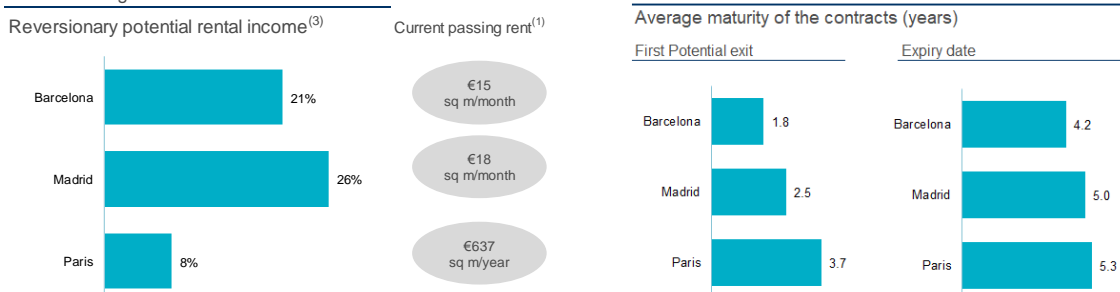 Reversionary potential rental income(3)
Current passing rent(1)
Barcelona
21%
€15
sq m/month
Madrid
26%
€18
sq m/month
Paris
8%
€637
sq m/year
Average maturity of the contracts (years)
First Potential exit
Barcelona
1.8
Madrid
2.5
Paris
3.7
Expiry date
Barcelona
4.2
Madrid
5.0
Paris
5.3